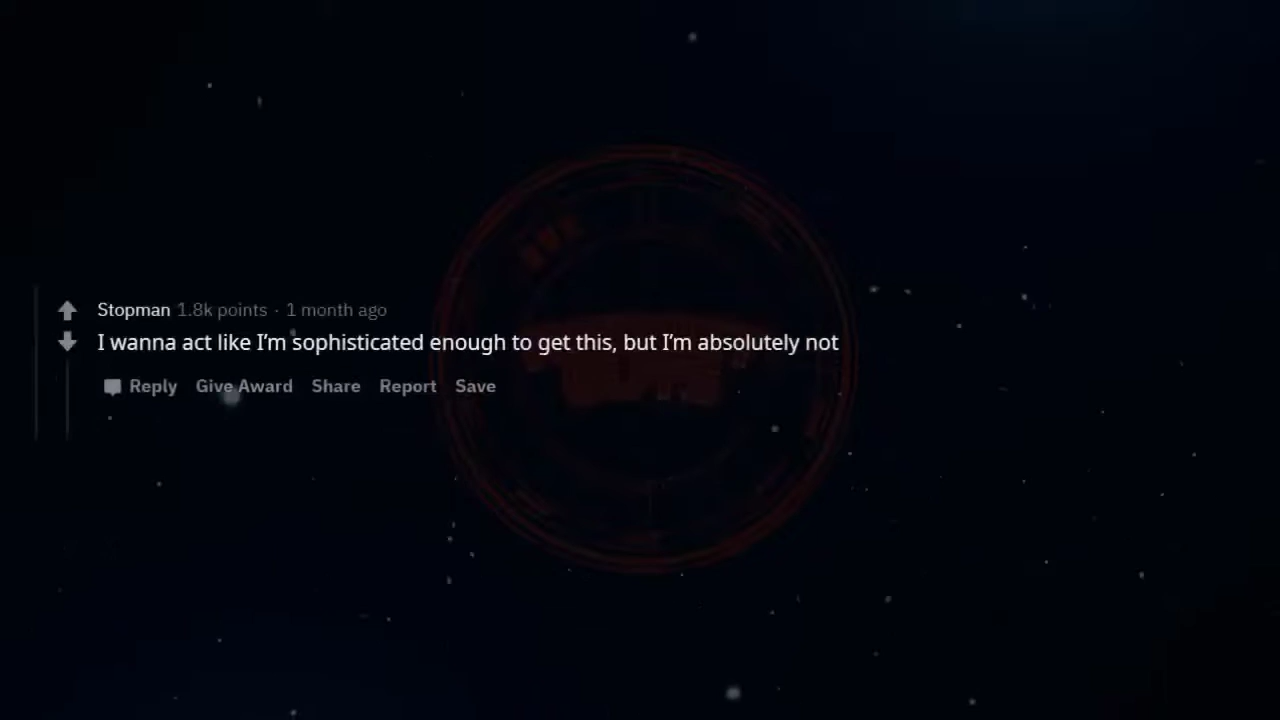 Stopman 1.8k points · 1 month ago
I wanna act like I’m sophisticated enough to get this, but I’m absolutely not
Reply Give Award Share Report Save